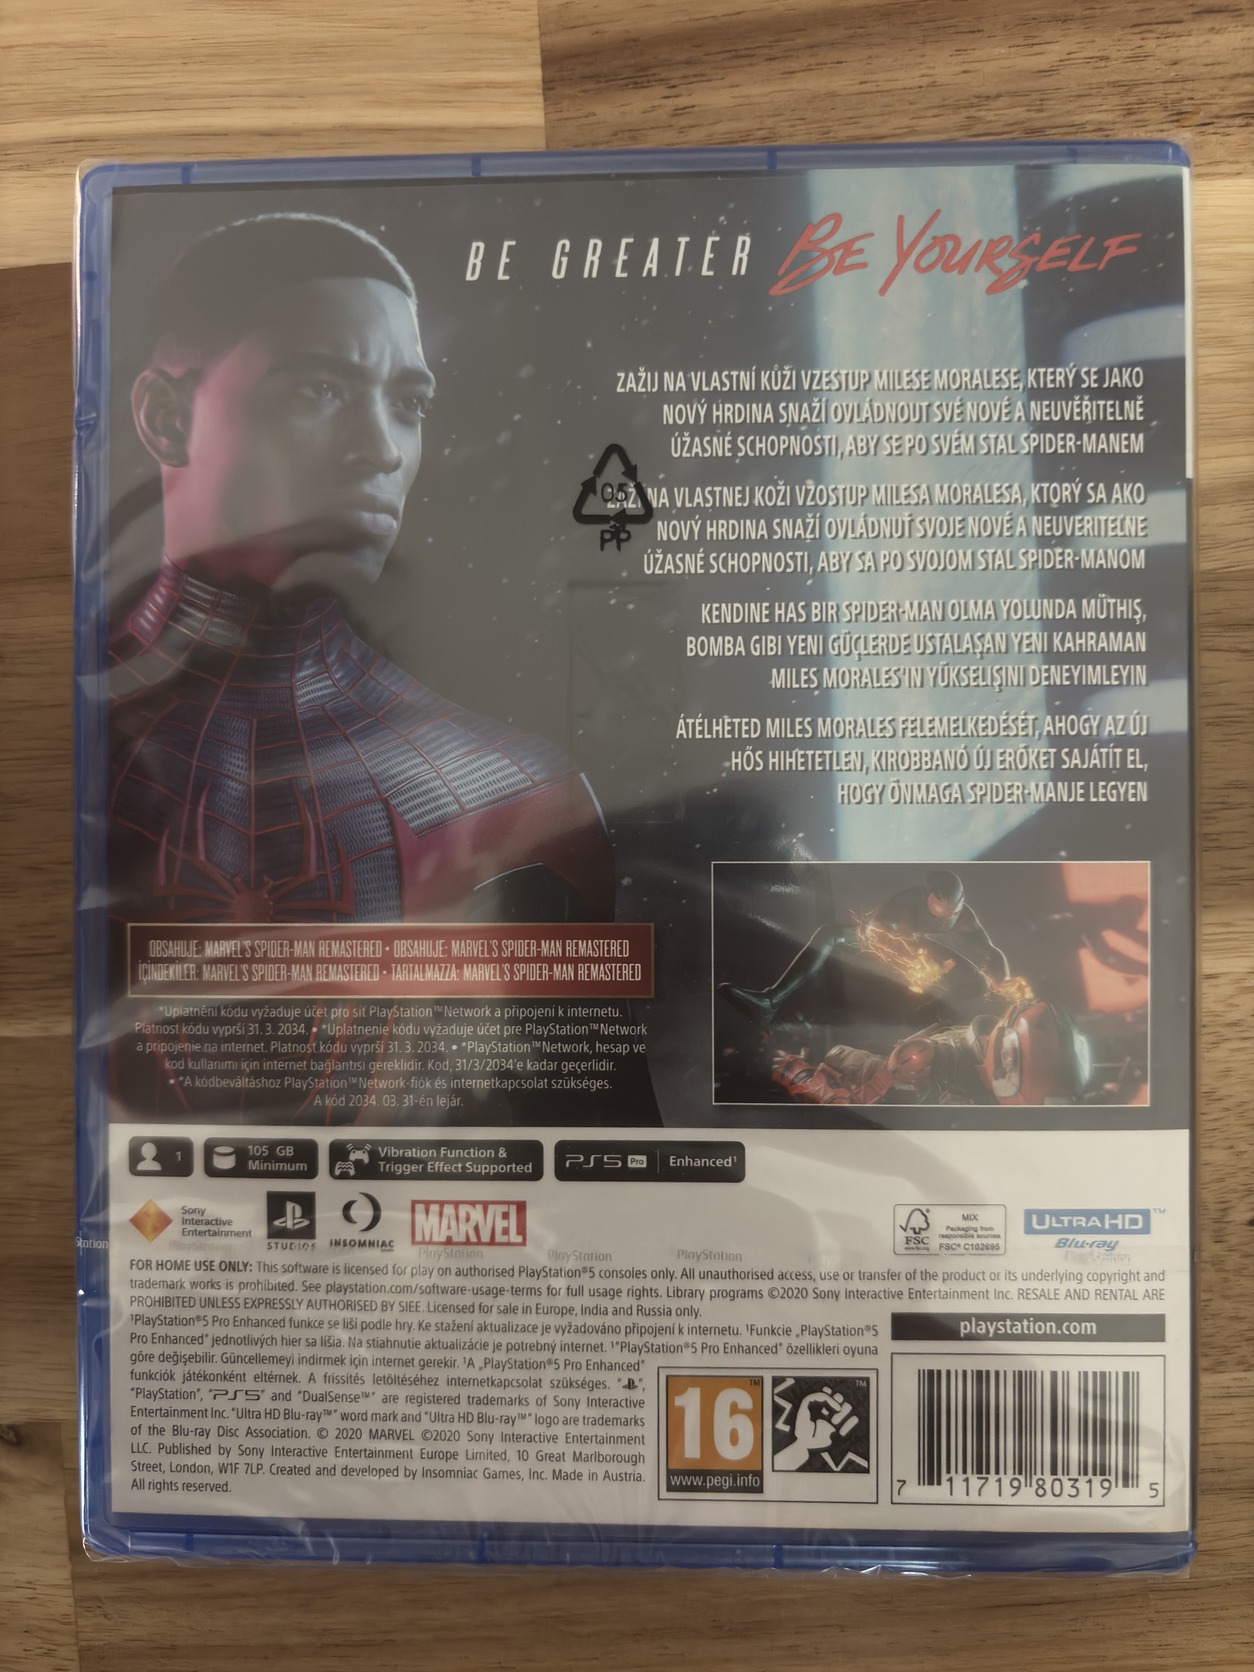 BE GREATER BE YOURSELF
ZAŽIJ NA VLASTNÍ KŮŽI VZESTUP MILESE MORALESE, KTERÝ SE JAKO
NOVÝ HRDINA SNAŽÍ OVLÁDNOUT SVÉ NOVÉ A NEUVĚŘITELNĚ
ÚŽASNÉ SCHOPNOSTI, ABY SE PO SVÉM STAL SPIDER-MANEM
05
PP
NA VLASTNEJ KOŽI VZOSTUP MILESA MORALESA, KTORÝ SA AKO
NOVÝ HRDINA SNAŽÍ OVLÁDNUŤ SVOJE NOVÉ A NEUVERITEĽNE
ÚŽASNÉ SCHOPNOSTI, ABY SA PO SVOJOM STAL SPIDER-MANOM
KENDINE HAS BIR SPIDER-MAN OLMA YOLUNDA MÜTHIŞ,
BOMBA GIBI YENI GÜÇLERDE USTALAŞAN YENI KAHRAMAN
MILES MORALES'IN YÜKSELIŞINI DENEYIMLEYIN
ÁTÉLHETED MILES MORALES FELEMELKEDÉSÉT, AHOGY AZ ÚJ
HŐS HIHETETLEN, KIROBBANÓ ÚJ ERŐKET SAJÁTÍT EL,
HOGY ÖNMAGA SPIDER-MANJE LEGYEN
OBSAHUJE: MARVEL'S SPIDER-MAN REMASTERED • OBSAHUJE: MARVEL'S SPIDER-MAN REMASTERED
İÇİNDEKİLER: MARVEL'S SPIDER-MAN REMASTERED • TARTALMAZZA: MARVEL'S SPIDER-MAN REMASTERED
*Uplatnění kódu vyžaduje účet pro síť PlayStation™Network a připojení k internetu.
Platnost kódu vyprší 31. 3. 2034. • *Uplatnenie kódu vyžaduje účet pre PlayStation™Network
a pripojenie na internet. Platnosť kódu vyprší 31. 3. 2034. • *PlayStation™Network, hesap ve
kod kullanımı için internet bağlantısı gereklidir. Kod, 31/3/2034'e kadar geçerlidir.
• *A kódbeváltáshoz PlayStation™Network-fiók és internetkapcsolat szükséges.
A kód 2034. 03. 31-én lejár.
1
105 GB
Minimum
Vibration Function &
Trigger Effect Supported
PS5 Pro Enhanced¹
Sony
Interactive
Entertainment
STUDIOS
INSOMNIAC
MARVEL
FSC
MIX
Packaging from
responsible sources
FSC® C102695
ULTRA HD™
Blu-ray
PlayStation PlayStation PlayStation
FOR HOME USE ONLY: This software is licensed for play on authorised PlayStation®5 consoles only. All unauthorised access, use or transfer of the product or its underlying copyright and
trademark works is prohibited. See playstation.com/software-usage-terms for full usage rights. Library programs ©2020 Sony Interactive Entertainment Inc. RESALE AND RENTAL ARE
PROHIBITED UNLESS EXPRESSLY AUTHORISED BY SIEE. Licensed for sale in Europe, India and Russia only.
¹PlayStation®5 Pro Enhanced funkce se liší podle hry. Ke stažení aktualizace je vyžadováno připojení k internetu. ¹Funkcie „PlayStation®5
Pro Enhanced" jednotlivých hier sa líšia. Na stiahnutie aktualizácie je potrebný internet. ¹"PlayStation®5 Pro Enhanced" özellikleri oyuna
göre değişebilir. Güncellemeyi indirmek için internet gerekir. ¹A „PlayStation®5 Pro Enhanced"
funkciók játékonként eltérnek. A frissítés letöltéséhez internetkapcsolat szükséges. " ",
"PlayStation", "PS5" and "DualSense™" are registered trademarks of Sony Interactive
Entertainment Inc. "Ultra HD Blu-ray™" word mark and "Ultra HD Blu-ray™" logo are trademarks
of the Blu-ray Disc Association. © 2020 MARVEL ©2020 Sony Interactive Entertainment
LLC. Published by Sony Interactive Entertainment Europe Limited, 10 Great Marlborough
Street, London, W1F 7LP. Created and developed by Insomniac Games, Inc. Made in Austria.
All rights reserved.
playstation.com
16
www.pegi.info
7 11719 80319 5